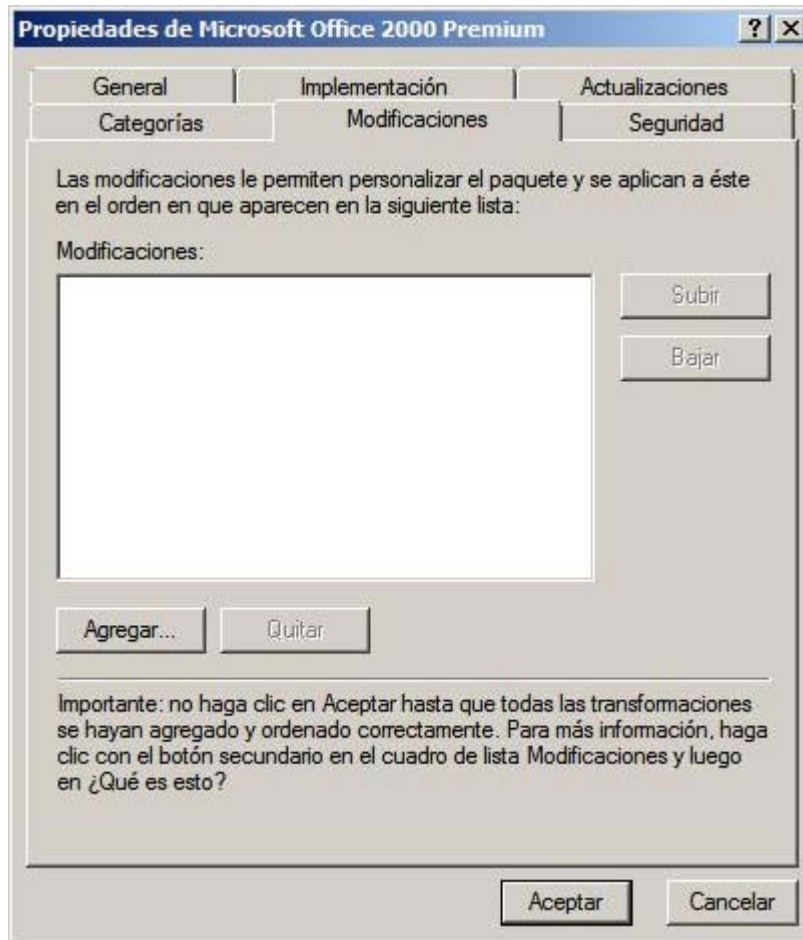 Propiedades de Microsoft Office 2000 Premium
General
Implementación
Actualizaciones
Categorías
Modificaciones
Seguridad
Las modificaciones le permiten personalizar el paquete y se aplican a éste
en el orden en que aparecen en la siguiente lista:
Modificaciones:
Subir
Bajar
Agregar...
Quitar
Importante: no haga clic en Aceptar hasta que todas las transformaciones
se hayan agregado y ordenado correctamente. Para más información, haga
clic con el botón secundario en el cuadro de lista Modificaciones y luego
en ¿Qué es esto?
Aceptar
Cancelar